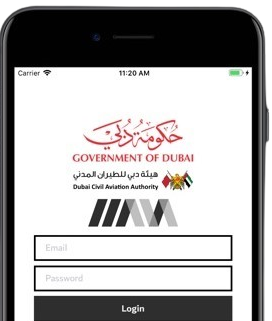 Carrier
11:20 AM
حكومة دبي
GOVERNMENT OF DUBAI
هيئة دبي للطيران المدني
Dubai Civil Aviation Authority
Email
Password
Login